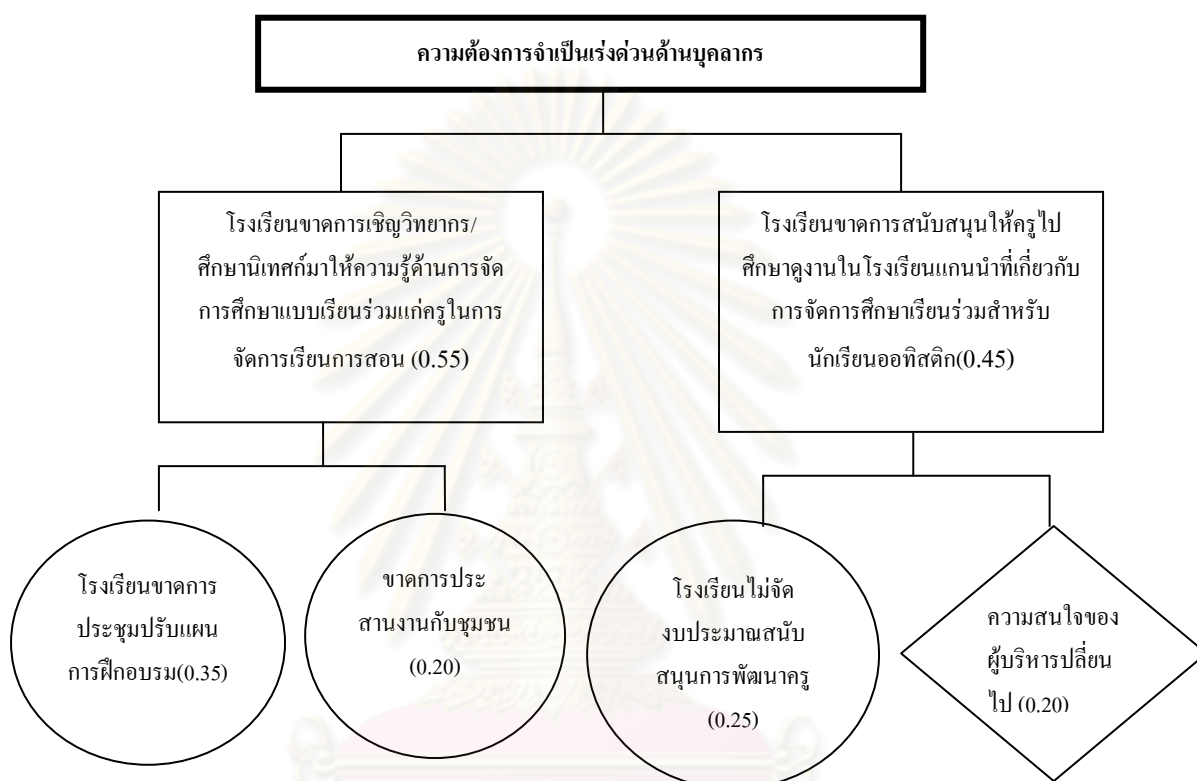 ความต้องการจำเป็นเร่งด่วนด้านบุคลากร
โรงเรียนขาดการเชิญวิทยากร/
ศึกษานิเทศก์มาให้ความรู้ด้านการจัด
การศึกษาแบบเรียนร่วมแก่ครูในการ
จัดการเรียนการสอน (0.55)
โรงเรียนขาดการสนับสนุนให้ครูไป
ศึกษาดูงานในโรงเรียนแกนนำที่เกี่ยวกับ
การจัดการศึกษาเรียนร่วมสำหรับ
นักเรียนออทิสติก(0.45)
โรงเรียนขาดการ
ประชุมปรับแผน
การฝึกอบรม(0.35)
ขาดการประ
สานงานกับชุมชน
(0.20)
โรงเรียนไม่จัด
งบประมาณสนับ
สนุนการพัฒนาครู
(0.25)
ความสนใจของ
ผู้บริหารเปลี่ยน
ไป (0.20)